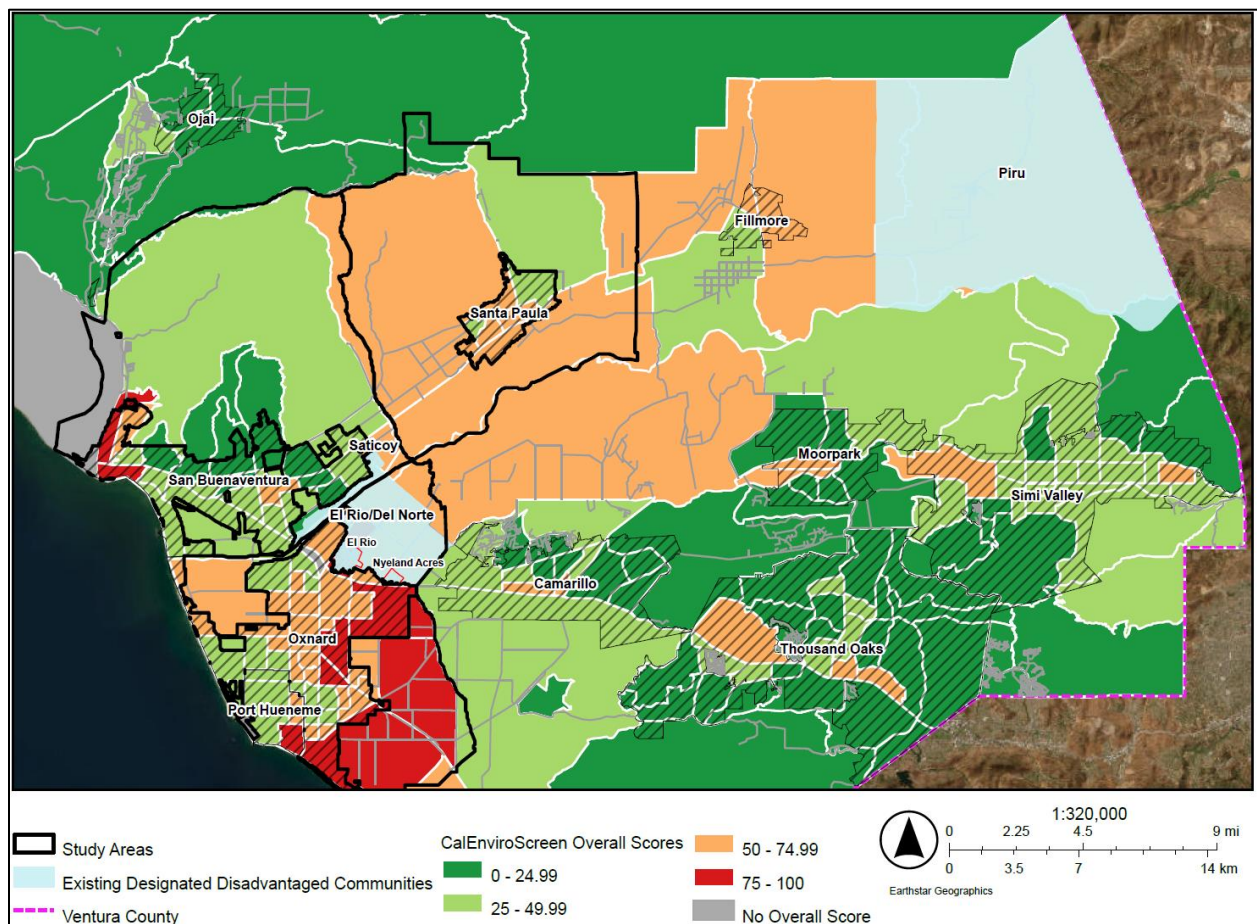 Ojai
Piru
Fillmore
Santa Paula
Saticoy
Moorpark
San Buenaventura
Simi Valley
El Rio/Del Norte
El Rio
Nyeland Acres
Camarillo
Oxnard
Thousand Oaks
Port Hueneme
Study Areas
Existing Designated Disadvantaged Communities
Ventura County
CalEnviroScreen Overall Scores
0 - 24.99
25 - 49.99
50 - 74.99
75 - 100
No Overall Score
1:320,000
0 2.25 4.5 9 mi
0 3.5 7 14 km
Earthstar Geographics